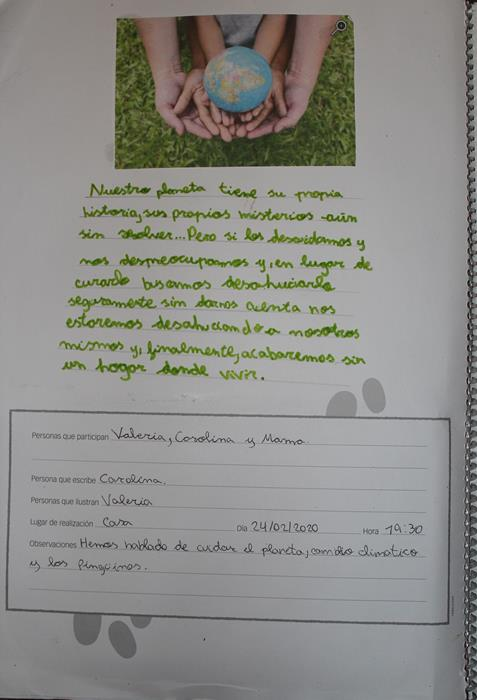 Nuestro planeta tiene su propia
historia, sus propios misterios aún
sin resolver... Pero si los descuidamos y
nos despreocupamos y, en lugar de
curarlo buscamos desahuciarlo
seguramente sin darnos cuenta nos
estaremos desahuciando a nosotros
mismos y, finalmente, acabaremos sin
un hogar donde vivir.
Personas que participan Valeria, Carolina y Mama.
Persona que escribe Carolina.
Personas que ilustran Valeria
Lugar de realización Casa Día 24/02/2020 Hora 19:30
Observaciones Hemos hablado de cuidar el planeta, cambio climatico
y los Pingüinos.